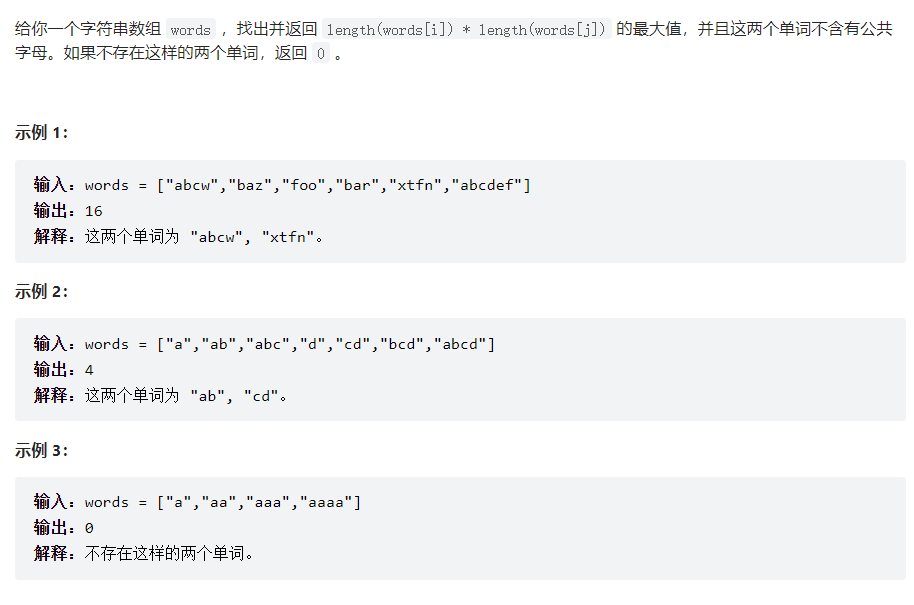 给你一个字符串数组 words ，找出并返回 length(words[i]) * length(words[j]) 的最大值，并且这两个单词不含有公共
字母。如果不存在这样的两个单词，返回 0 。
示例 1：
输入：words = ["abcw","baz","foo","bar","xtfn","abcdef"]
输出：16
解释：这两个单词为 "abcw", "xtfn"。
示例 2：
输入：words = ["a","ab","abc","d","cd","bcd","abcd"]
输出：4
解释：这两个单词为 "ab", "cd"。
示例 3：
输入：words = ["a","aa","aaa","aaaa"]
输出：0
解释：不存在这样的两个单词。